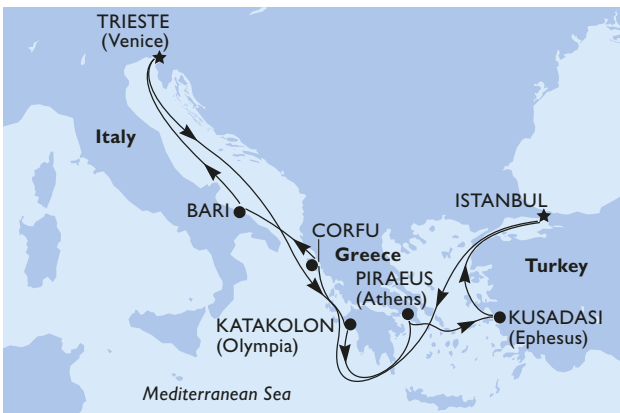 TRIESTE
(Venice)
Italy
ISTANBUL
BARI
CORFU
Greece
PIRAEUS
(Athens)
Turkey
KATAKOLON
(Olympia)
KUSADASI
(Ephesus)
Mediterranean Sea